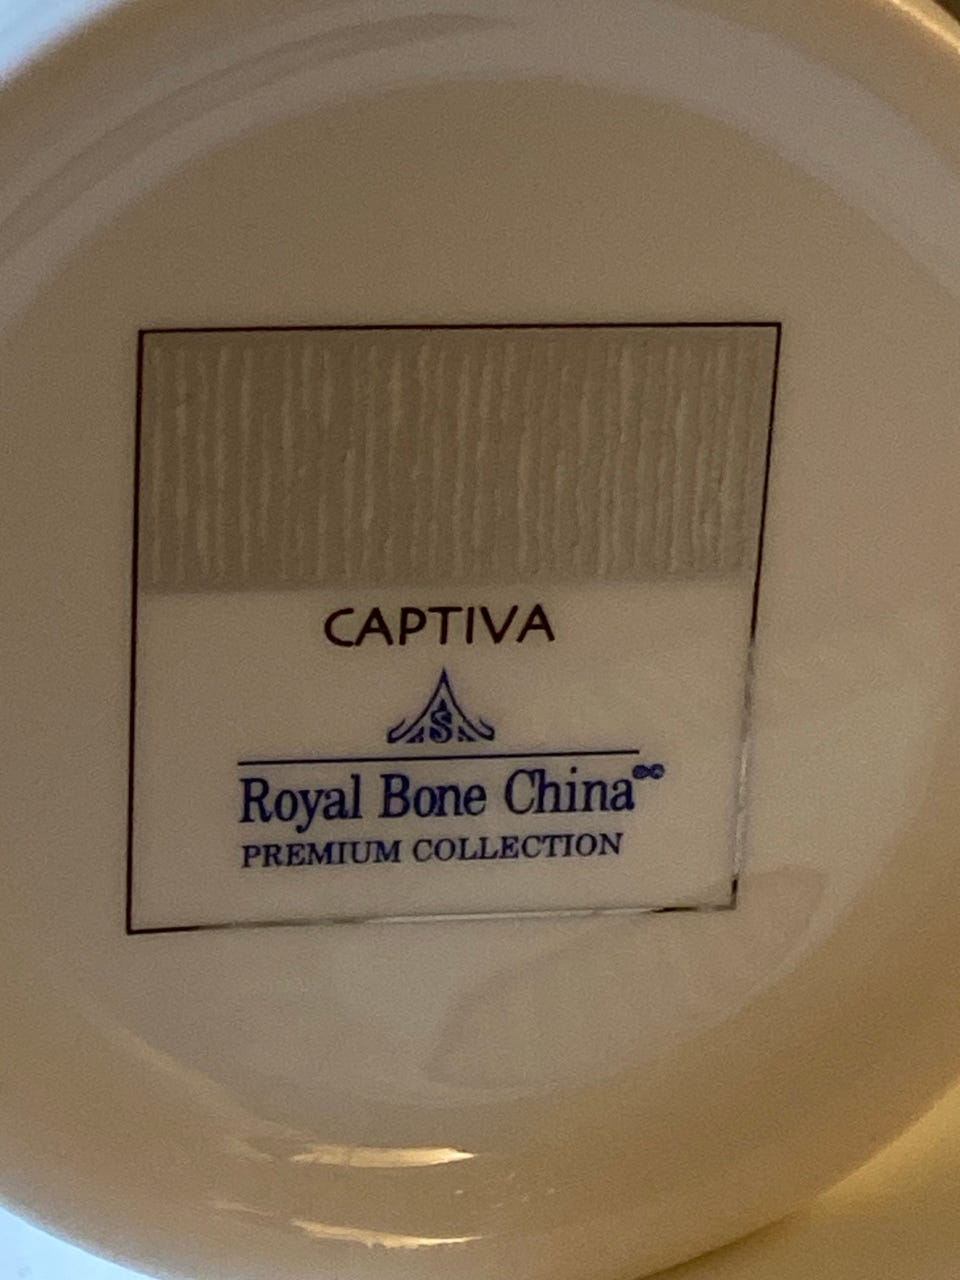 CAPTIVA
S
Royal Bone China
PREMIUM COLLECTION